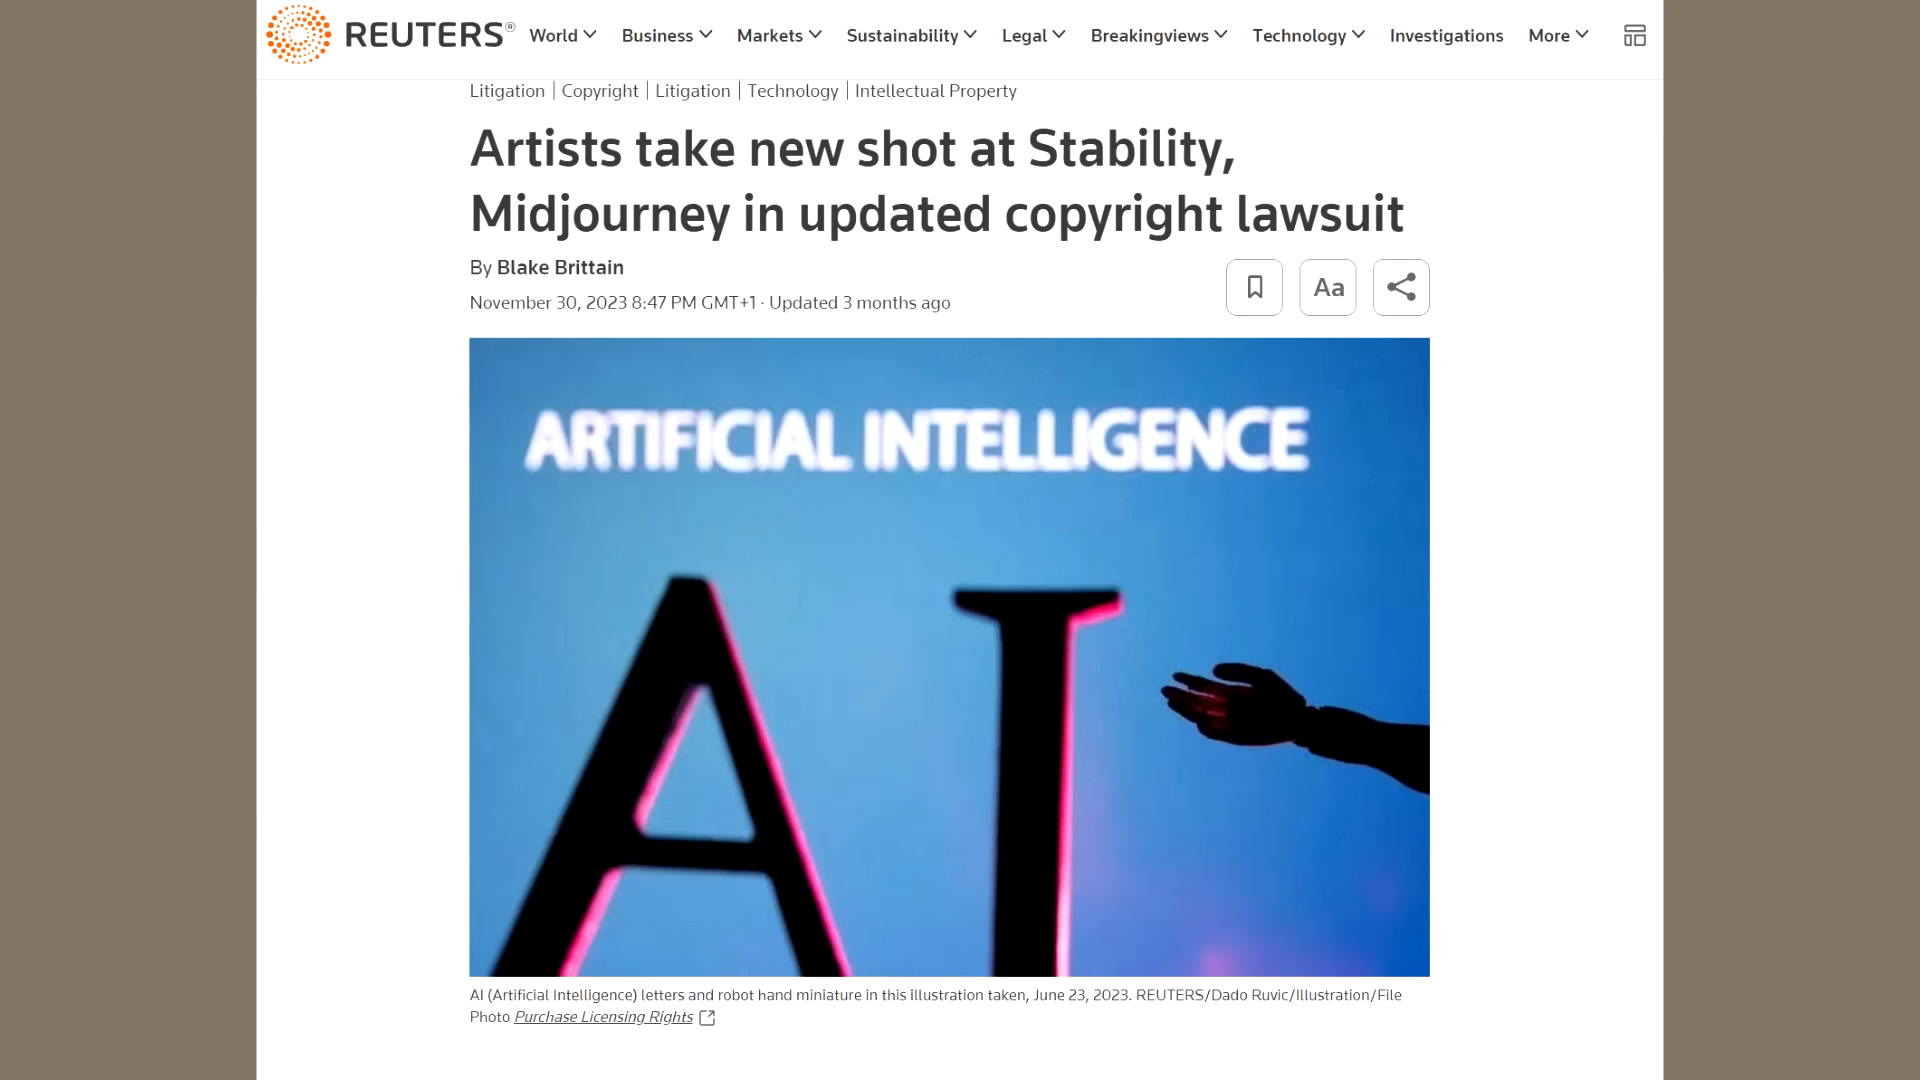 REUTERS® World Business Markets Sustainability Legal Breakingviews Technology Investigations More
Litigation | Copyright | Litigation | Technology | Intellectual Property
Artists take new shot at Stability,
Midjourney in updated copyright lawsuit
By Blake Brittain
November 30, 2023 8:47 PM GMT+1 · Updated 3 months ago
Aa
ARTIFICIAL INTELLIGENCE
AI
AI (Artificial Intelligence) letters and robot hand miniature in this illustration taken, June 23, 2023. REUTERS/Dado Ruvic/Illustration/File
Photo Purchase Licensing Rights